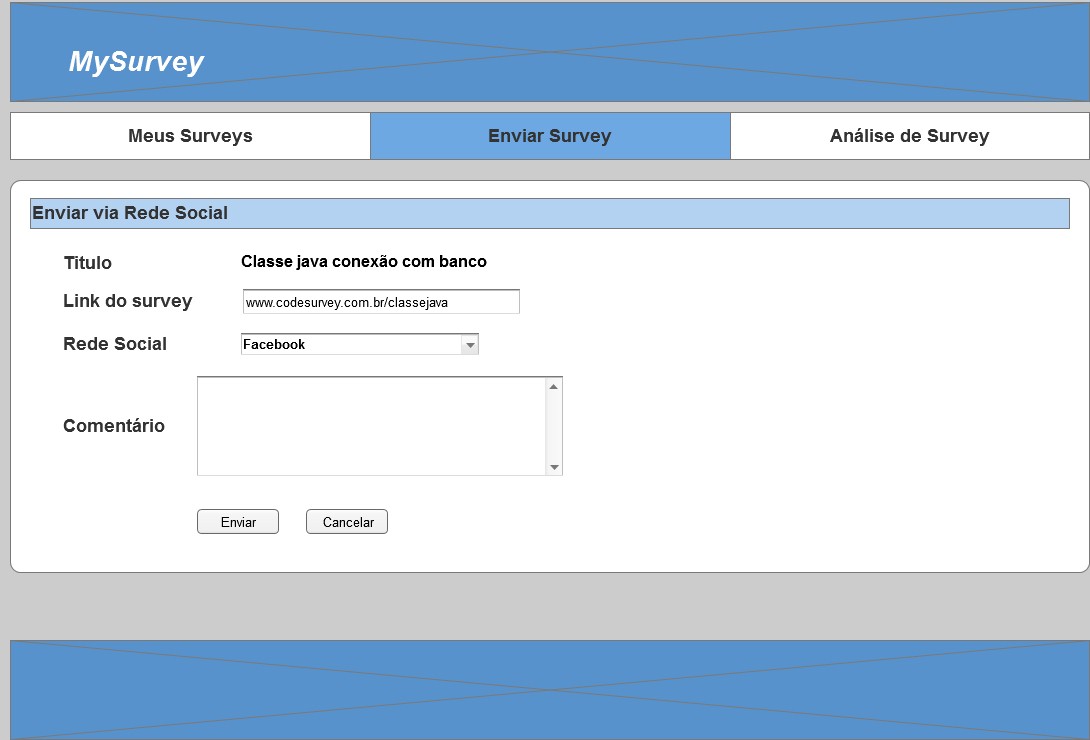 MySurvey
Meus Surveys
Enviar Survey
Análise de Survey
Enviar via Rede Social
Titulo
Classe java conexão com banco
Link do survey
www.codesurvey.com.br/classejava
Rede Social
Facebook
Comentário
Enviar
Cancelar